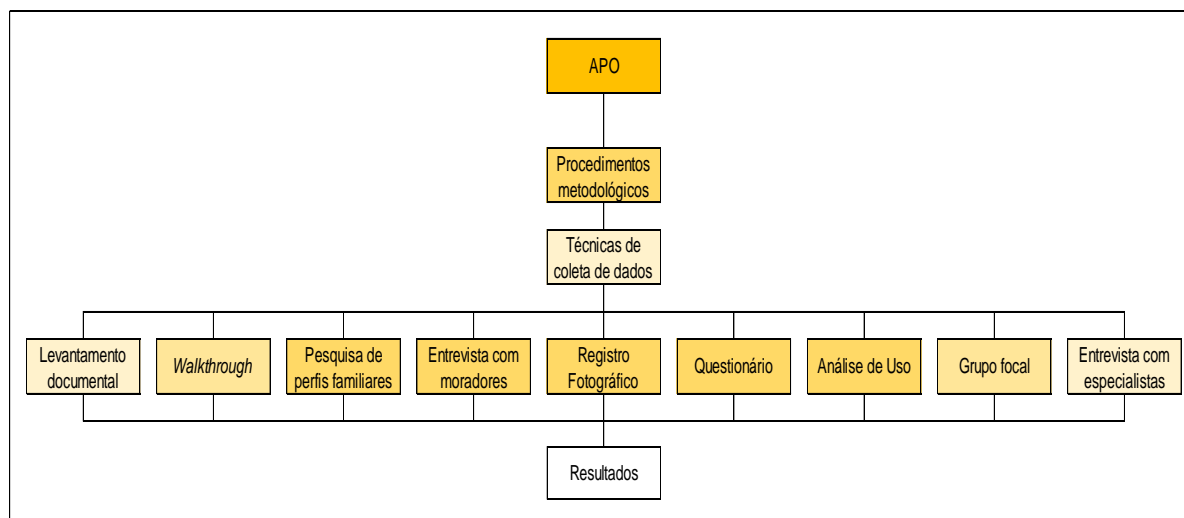 APO
Procedimentos
metodológicos
Técnicas de
coleta de dados
Levantamento
documental
Walkthrough
Pesquisa de
perfis familiares
Entrevista com
moradores
Registro
Fotográfico
Questionário
Análise de Uso
Grupo focal
Entrevista com
especialistas
Resultados